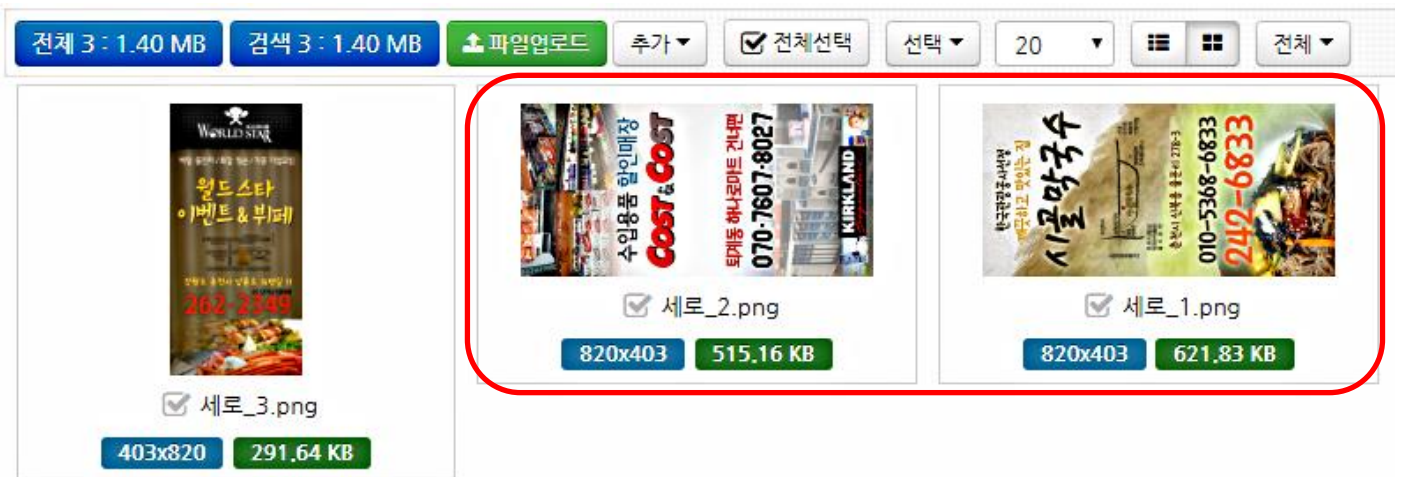 전체 3 : 1.40 MB
검색 3 : 1.40 MB
파일업로드
추가
전체선택
선택
20
전체
WORLD STAR
월드스타
이벤트 & 뷔페
262-2349
세로_3.png
403x820
291.64 KB
수입용품 할인매장
COST & COST
퇴계동 하나로마트 건너편
070-7607-8027
KIRKLAND
세로_2.png
820x403
515.16 KB
한국관광공사선정
깨끗하고 맛있는 집
시골막국수
010-5368-6833
242-6833
세로_1.png
820x403
621.83 KB